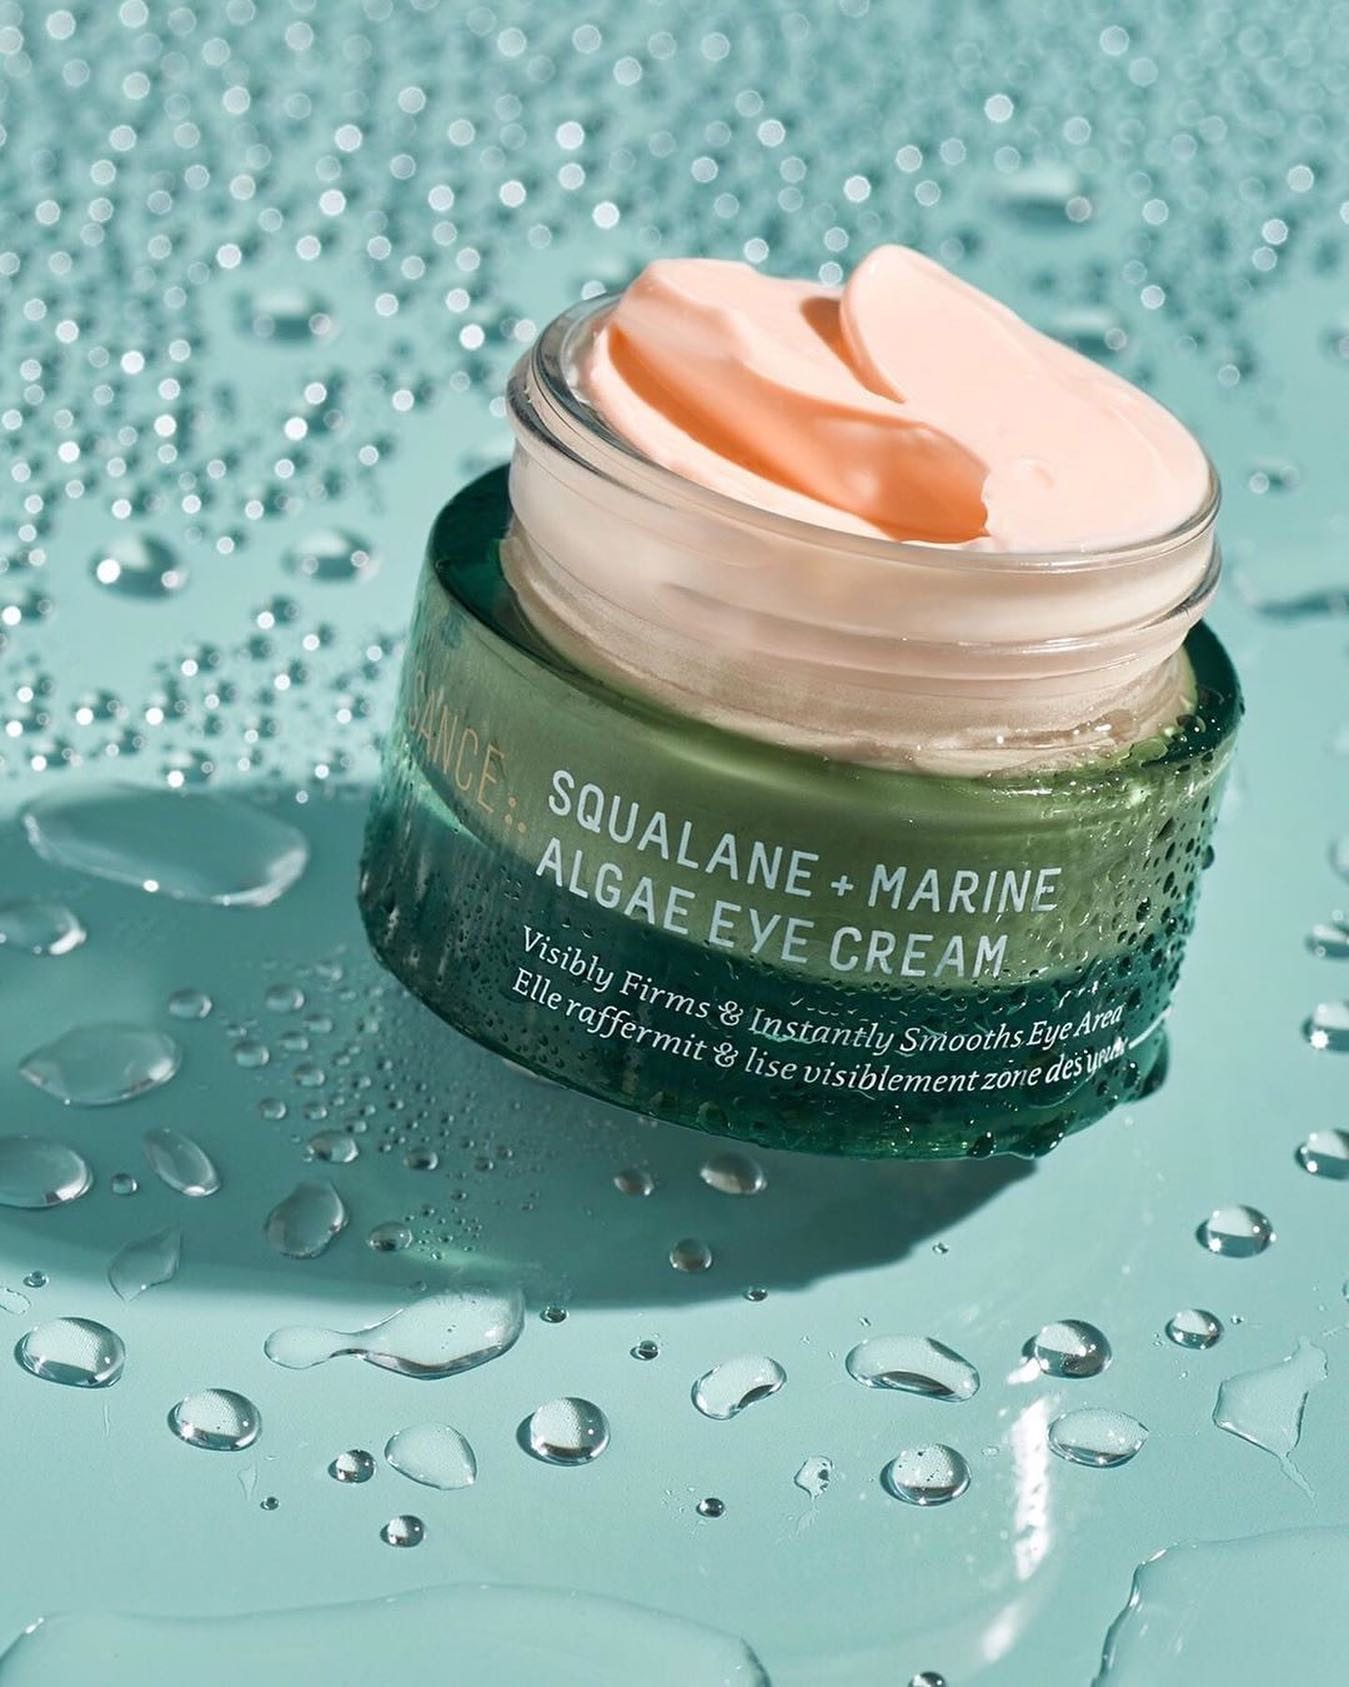 SQUALANE + MARINE
ALGAE EYE CREAM
Visibly Firms & Instantly Smooths Eye Area
Elle raffermit & lise visiblement zone des yeux